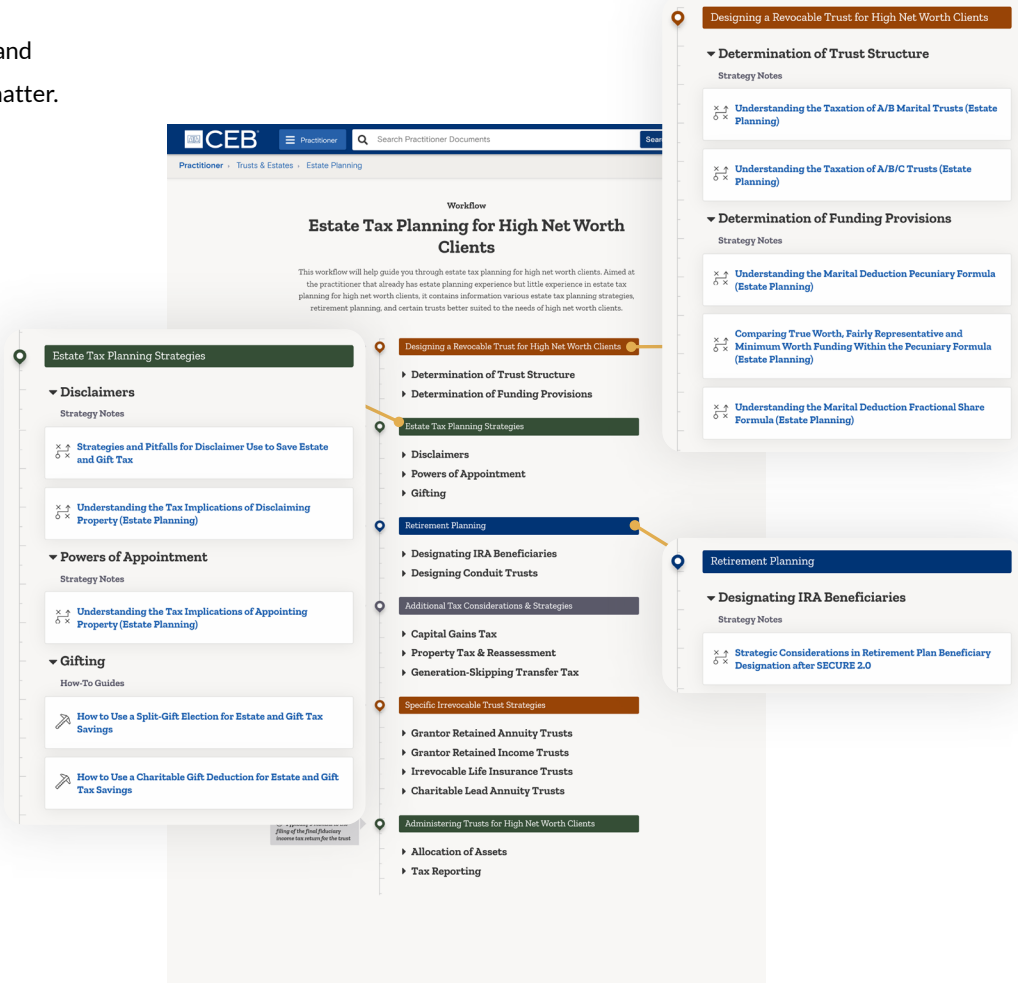 and
matter.
CEB
Practitioner
Search Practitioner Documents
Practitioner › Trusts & Estates › Estate Planning
Workflow
Estate Tax Planning for High Net Worth
Clients
This workflow will help guide you through estate tax planning for high net worth clients. Aimed at
the practitioner that already has estate planning experience but little experience in estate tax
planning for high net worth clients, it contains information various estate tax planning strategies,
retirement planning, and certain trusts better suited to the needs of high net worth clients.
Designing a Revocable Trust for High Net Worth Clients
Determination of Trust Structure
Determination of Funding Provisions
Estate Tax Planning Strategies
Disclaimers
Powers of Appointment
Gifting
Retirement Planning
Designating IRA Beneficiaries
Designing Conduit Trusts
Additional Tax Considerations & Strategies
Capital Gains Tax
Property Tax & Reassessment
Generation-Skipping Transfer Tax
Specific Irrevocable Trust Strategies
Grantor Retained Annuity Trusts
Grantor Retained Income Trusts
Irrevocable Life Insurance Trusts
Charitable Lead Annuity Trusts
filing of the final fiduciary
income tax return for the trust
Administering Trusts for High Net Worth Clients
Allocation of Assets
Tax Reporting
Estate Tax Planning Strategies
Disclaimers
Strategy Notes
Strategies and Pitfalls for Disclaimer Use to Save Estate
and Gift Tax
Understanding the Tax Implications of Disclaiming
Property (Estate Planning)
Powers of Appointment
Strategy Notes
Understanding the Tax Implications of Appointing
Property (Estate Planning)
Gifting
How-To Guides
How to Use a Split-Gift Election for Estate and Gift Tax
Savings
How to Use a Charitable Gift Deduction for Estate and Gift
Tax Savings
Designing a Revocable Trust for High Net Worth Clients
Determination of Trust Structure
Strategy Notes
Understanding the Taxation of A/B Marital Trusts (Estate
Planning)
Understanding the Taxation of A/B/C Trusts (Estate
Planning)
Determination of Funding Provisions
Strategy Notes
Understanding the Marital Deduction Pecuniary Formula
(Estate Planning)
Comparing True Worth, Fairly Representative and
Minimum Worth Funding Within the Pecuniary Formula
(Estate Planning)
Understanding the Marital Deduction Fractional Share
Formula (Estate Planning)
Retirement Planning
Designating IRA Beneficiaries
Strategy Notes
Strategic Considerations in Retirement Plan Beneficiary
Designation after SECURE 2.0